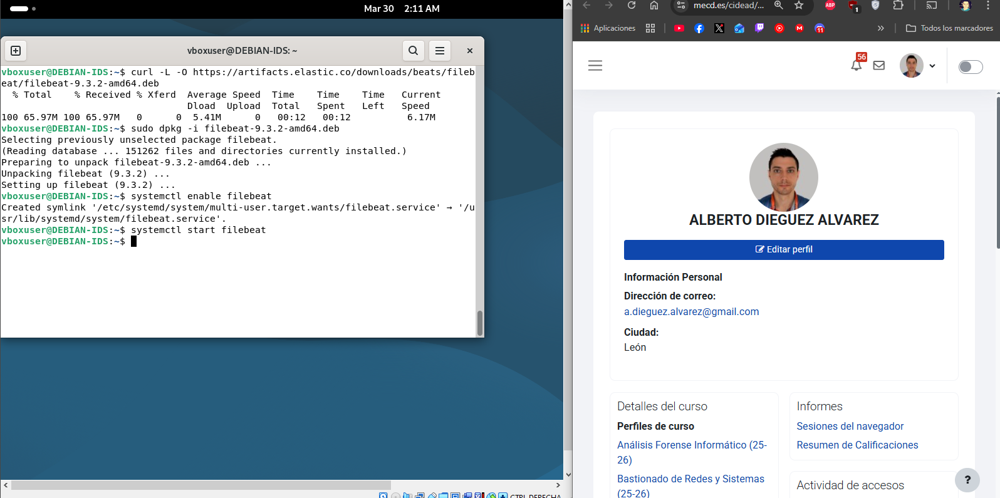 Mar 30 2:11 AM
vboxuser@DEBIAN-IDS: ~
vboxuser@DEBIAN-IDS:~$ curl -L -O https://artifacts.elastic.co/downloads/beats/fileb
eat/filebeat-9.3.2-amd64.deb
% Total % Received % Xferd Average Speed Time Time Time Current
Dload Upload Total Spent Left Speed
100 65.97M 100 65.97M 0 0 5.41M 0 00:12 00:12 6.17M
vboxuser@DEBIAN-IDS:~$ sudo dpkg -i filebeat-9.3.2-amd64.deb
Selecting previously unselected package filebeat.
(Reading database ... 151262 files and directories currently installed.)
Preparing to unpack filebeat-9.3.2-amd64.deb ...
Unpacking filebeat (9.3.2) ...
Setting up filebeat (9.3.2) ...
vboxuser@DEBIAN-IDS:~$ systemctl enable filebeat
Created symlink '/etc/systemd/system/multi-user.target.wants/filebeat.service' → '/u
sr/lib/systemd/system/filebeat.service'.
vboxuser@DEBIAN-IDS:~$ systemctl start filebeat
vboxuser@DEBIAN-IDS:~$
CTRL DERECHA
mecd.es/cidead/...
ABP
1
Aplicaciones
11
Todos los marcadores
56
ALBERTO DIEGUEZ ALVAREZ
Editar perfil
Información Personal
Dirección de correo:
a.dieguez.alvarez@gmail.com
Ciudad:
León
Detalles del curso
Perfiles de curso
Análisis Forense Informático (25-
26)
Bastionado de Redes y Sistemas
(25-26)
Informes
Sesiones del navegador
Resumen de Calificaciones
Actividad de accesos
?